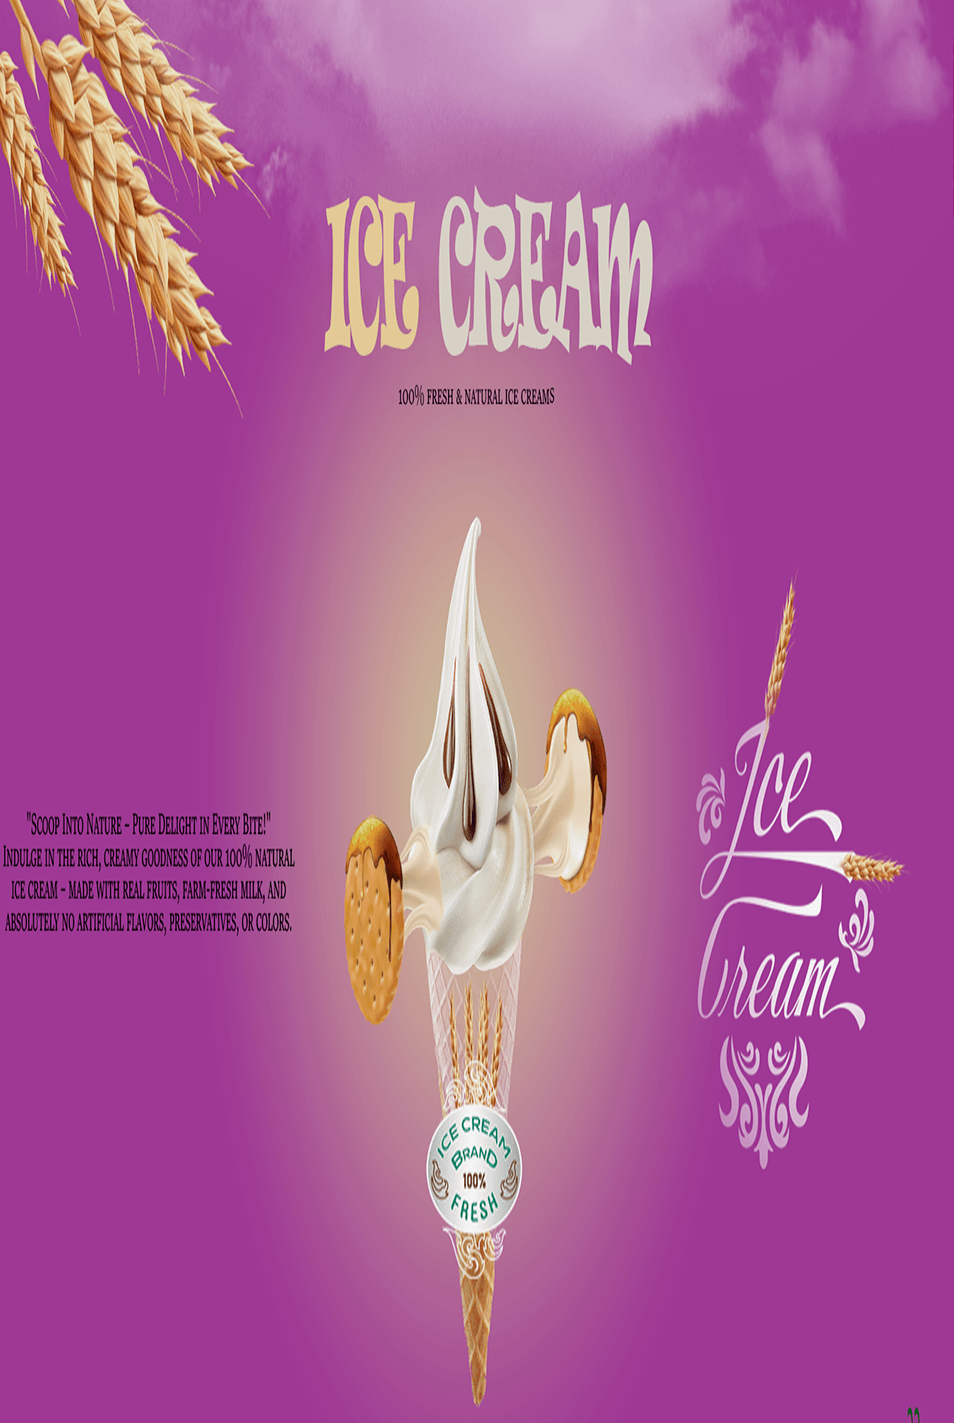 ICE CREAM
100% FRESH & NATURAL ICE CREAMS
"Scoop Into Nature – Pure Delight in Every Bite!"
Indulge in the rich, creamy goodness of our 100% natural
ice cream – made with real fruits, farm-fresh milk, and
absolutely no artificial flavors, preservatives, or colors.
Ice
Cream
ICE CREAM
BRAND
100%
FRESH